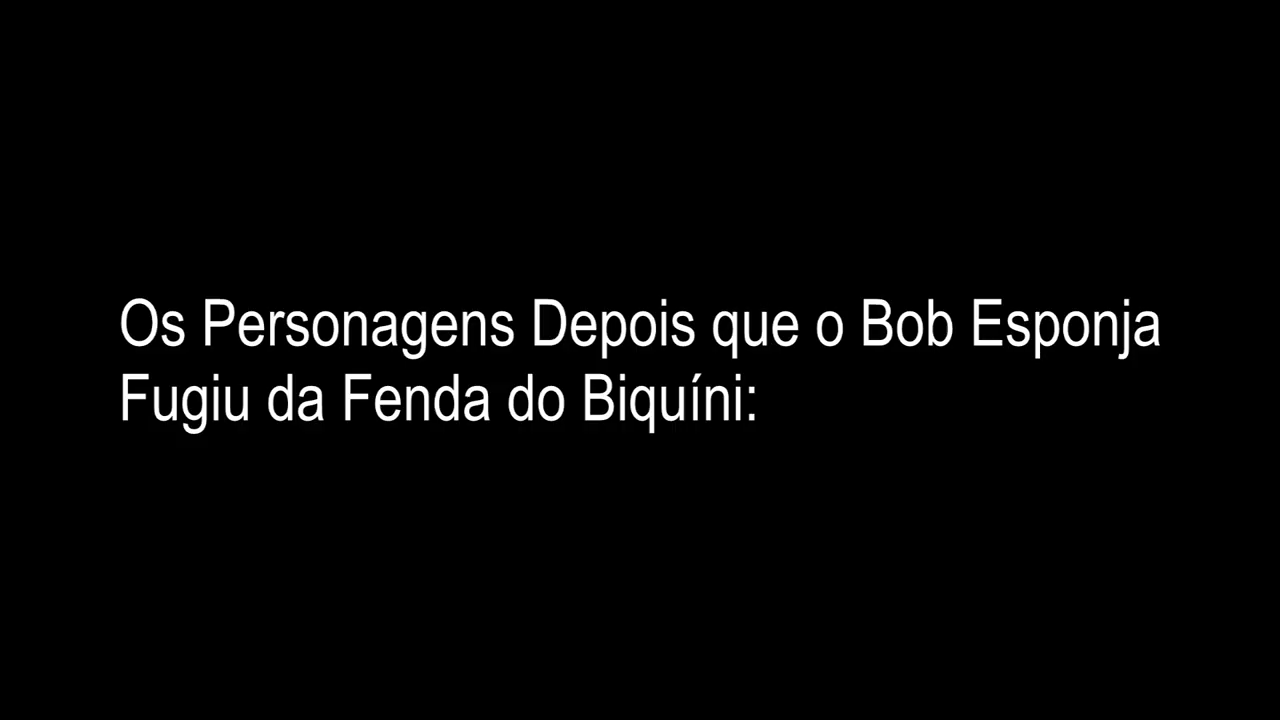 Os Personagens Depois que o Bob Esponja
Fugiu da Fenda do Biquíni: